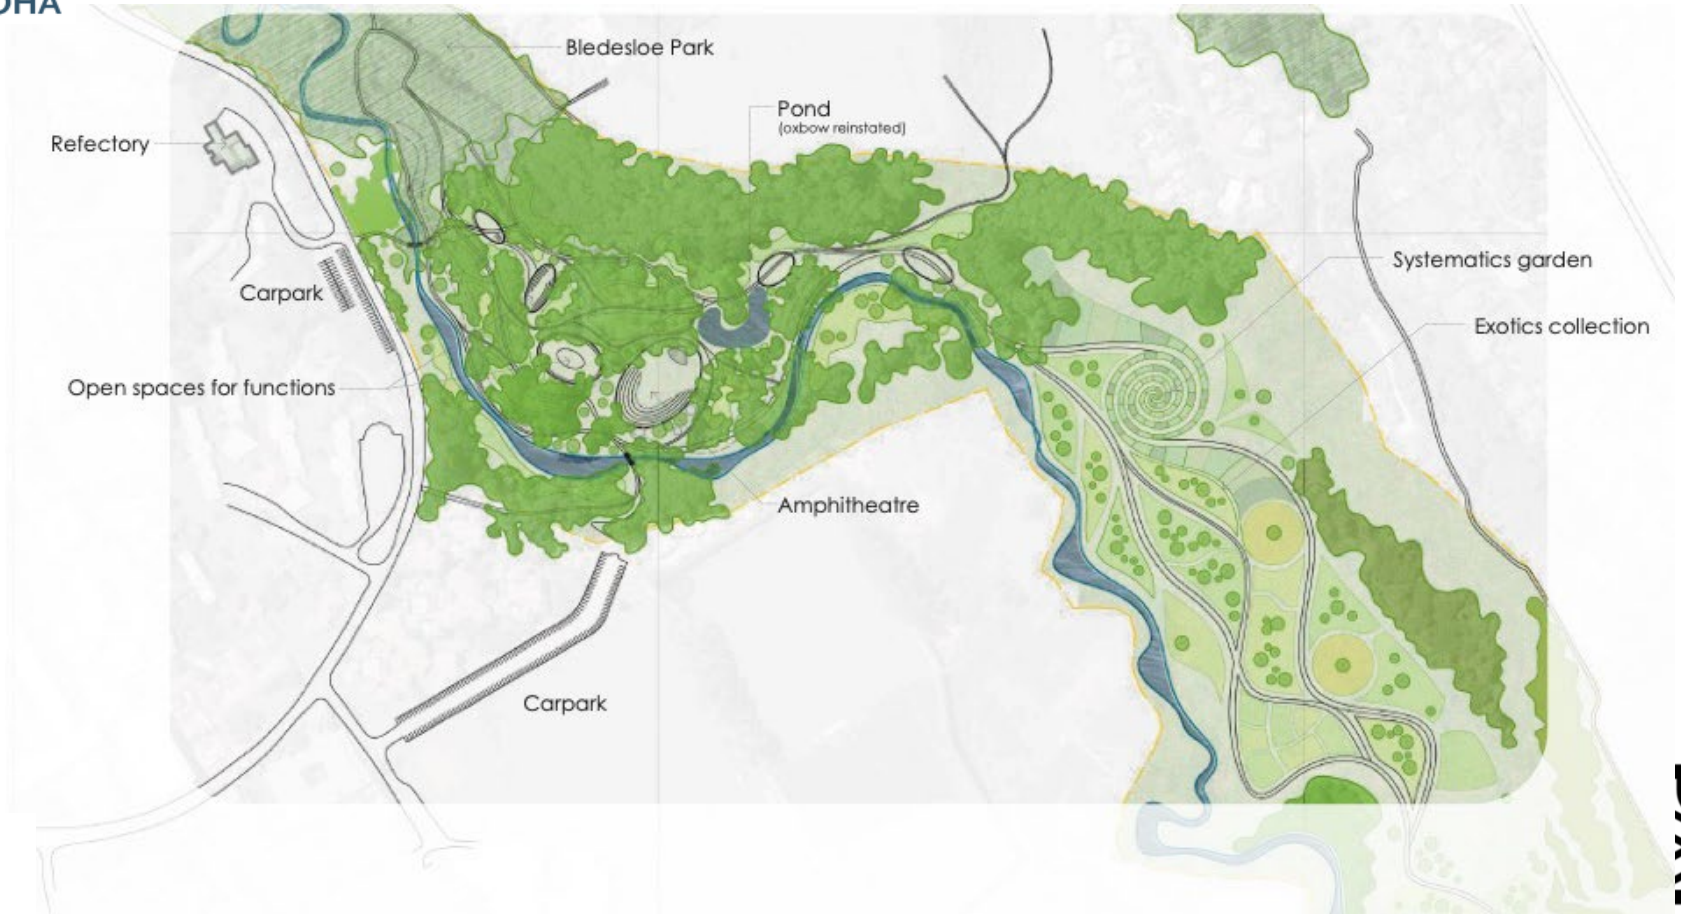 Bledesloe Park
Pond
(oxbow reinstated)
Refectory
Systematics garden
Carpark
Exotics collection
Open spaces for functions
Amphitheatre
Carpark